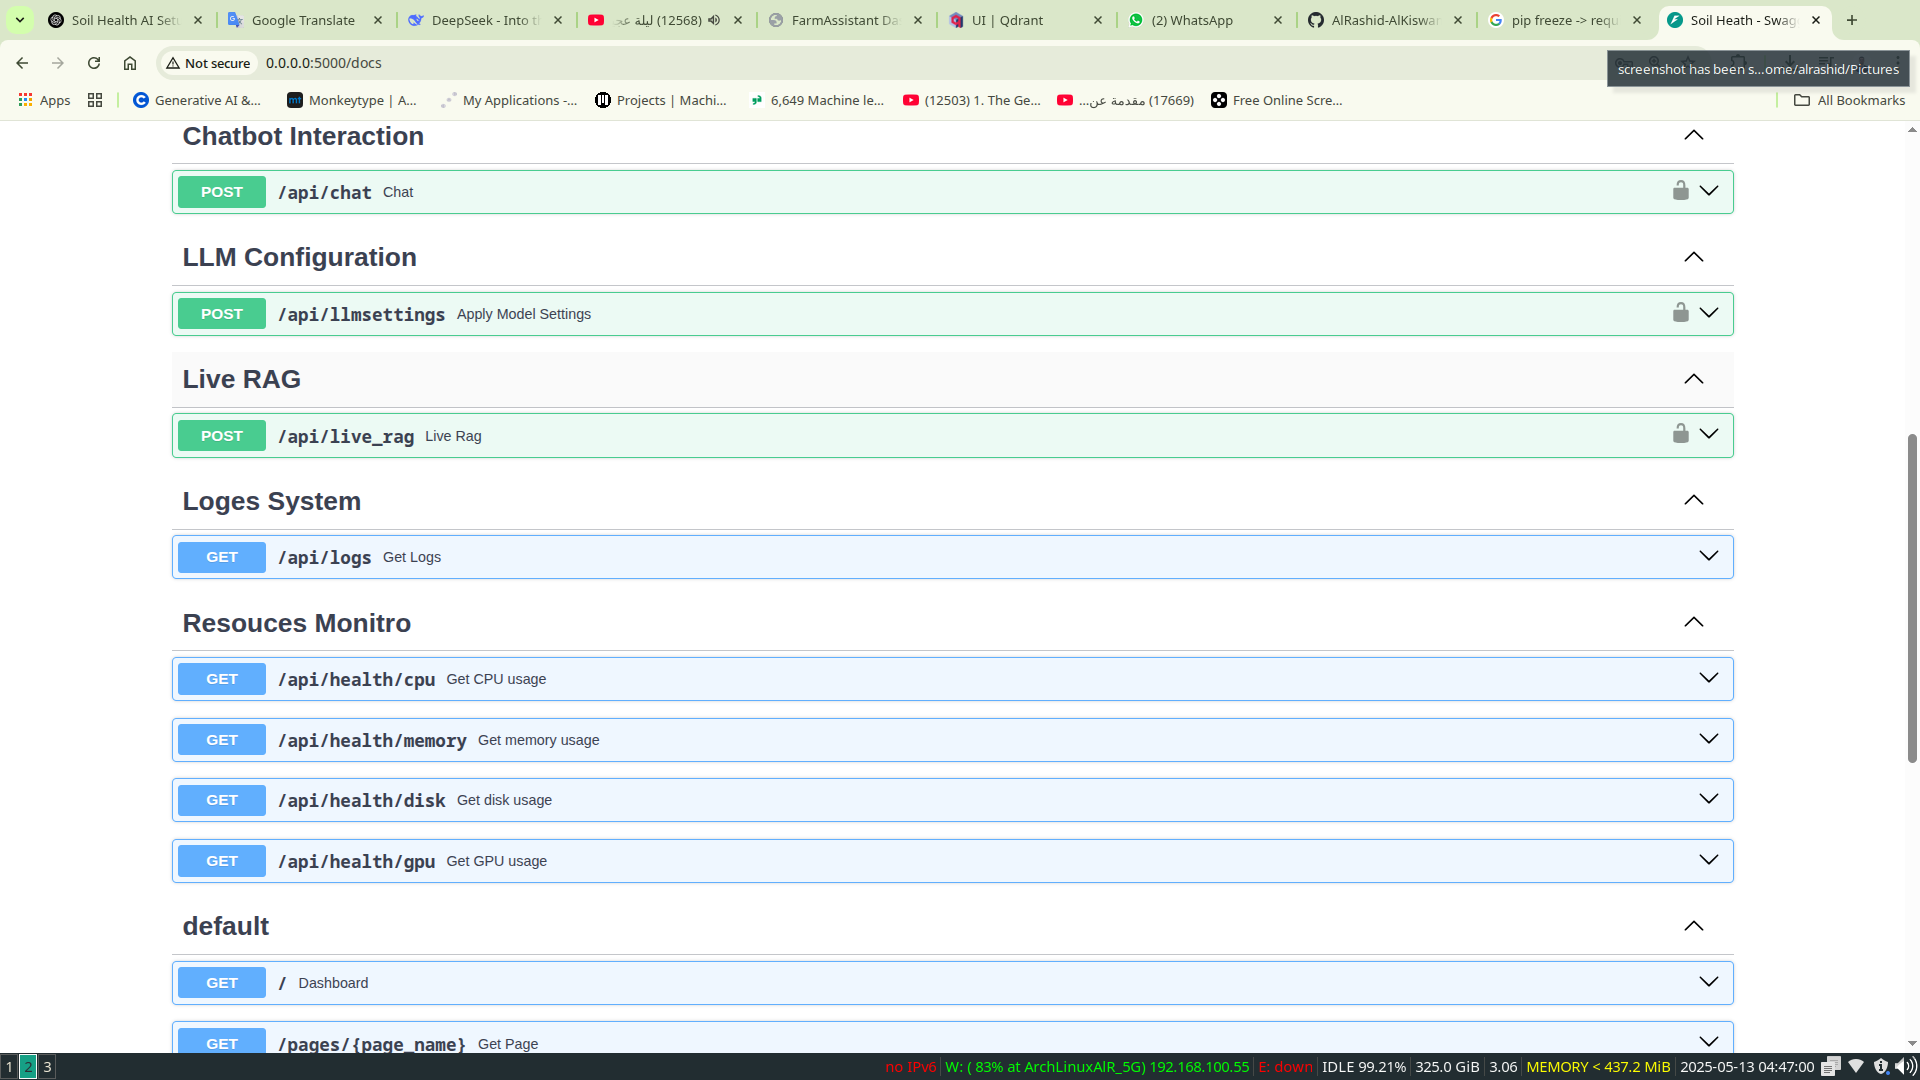 Soil Health AI Setu
Google Translate
DeepSeek - Into th
(12568) ليلة عج
FarmAssistant Da
UI | Qdrant
(2) WhatsApp
AlRashid-AlKiswan
pip freeze -> requ
Soil Heath - Swag
Not secure
0.0.0.0:5000/docs
screenshot has been s...ome/alrashid/Pictures
Apps
Generative AI &...
Monkeytype | A...
My Applications -...
Projects | Machi...
6,649 Machine le...
(12503) 1. The Ge...
(17669) مقدمة عن...
Free Online Scre...
All Bookmarks
Chatbot Interaction
POST /api/chat Chat
LLM Configuration
POST /api/llmsettings Apply Model Settings
Live RAG
POST /api/live_rag Live Rag
Loges System
GET /api/logs Get Logs
Resouces Monitro
GET /api/health/cpu Get CPU usage
GET /api/health/memory Get memory usage
GET /api/health/disk Get disk usage
GET /api/health/gpu Get GPU usage
default
GET / Dashboard
GET /pages/{page_name} Get Page
1 2 3
no IPv6 W: ( 83% at ArchLinuxAlR_5G) 192.168.100.55 E: down IDLE 99.21% 325.0 GiB 3.06 MEMORY < 437.2 MiB 2025-05-13 04:47:00